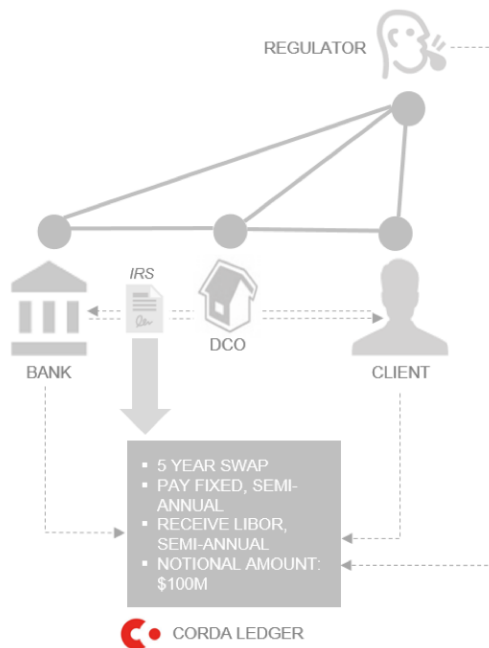 REGULATOR
IRS
DCO
BANK
CLIENT
▪ 5 YEAR SWAP
▪ PAY FIXED, SEMI-
ANNUAL
▪ RECEIVE LIBOR,
SEMI-ANNUAL
▪ NOTIONAL AMOUNT:
$100M
CORDA LEDGER